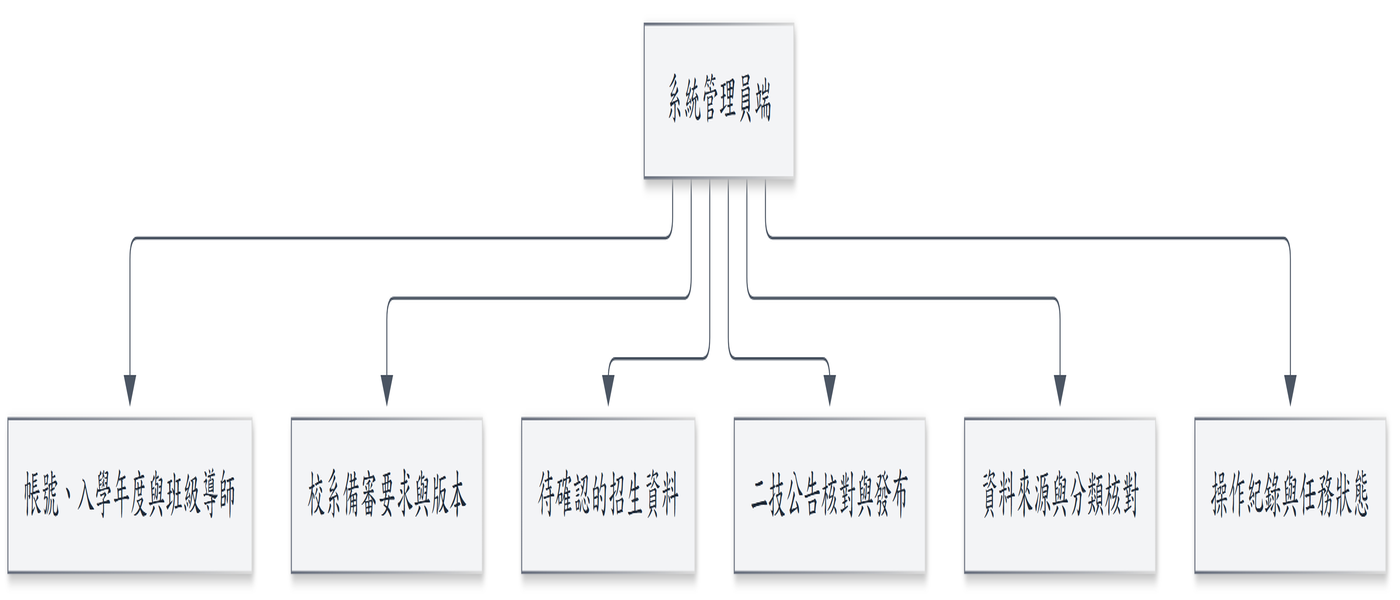 系統管理員端
帳號、入學年度與班級導師
校系備審要求與版本
待確認的招生資料
二技公告核對與發布
資料來源與分類核對
操作紀錄與任務狀態